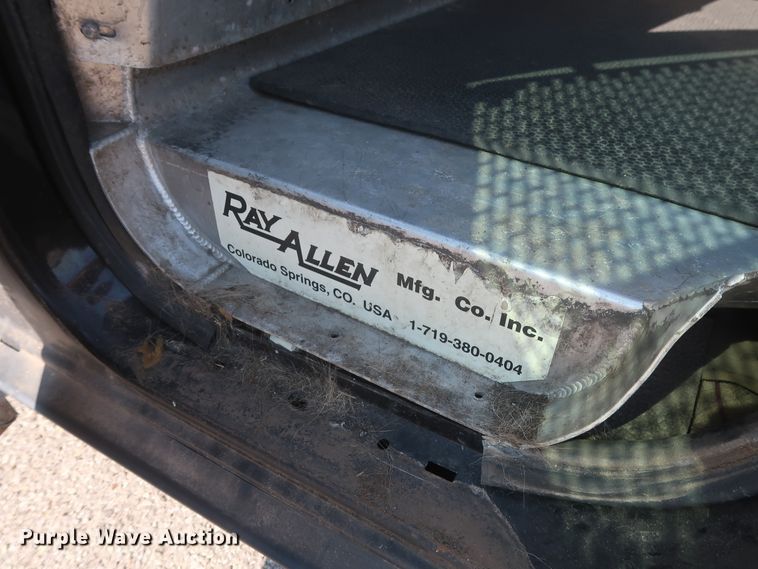 RAY ALLEN Mfg. Co. Inc.
Colorado Springs, CO. USA 1-719-380-0404
Purple Wave Auction